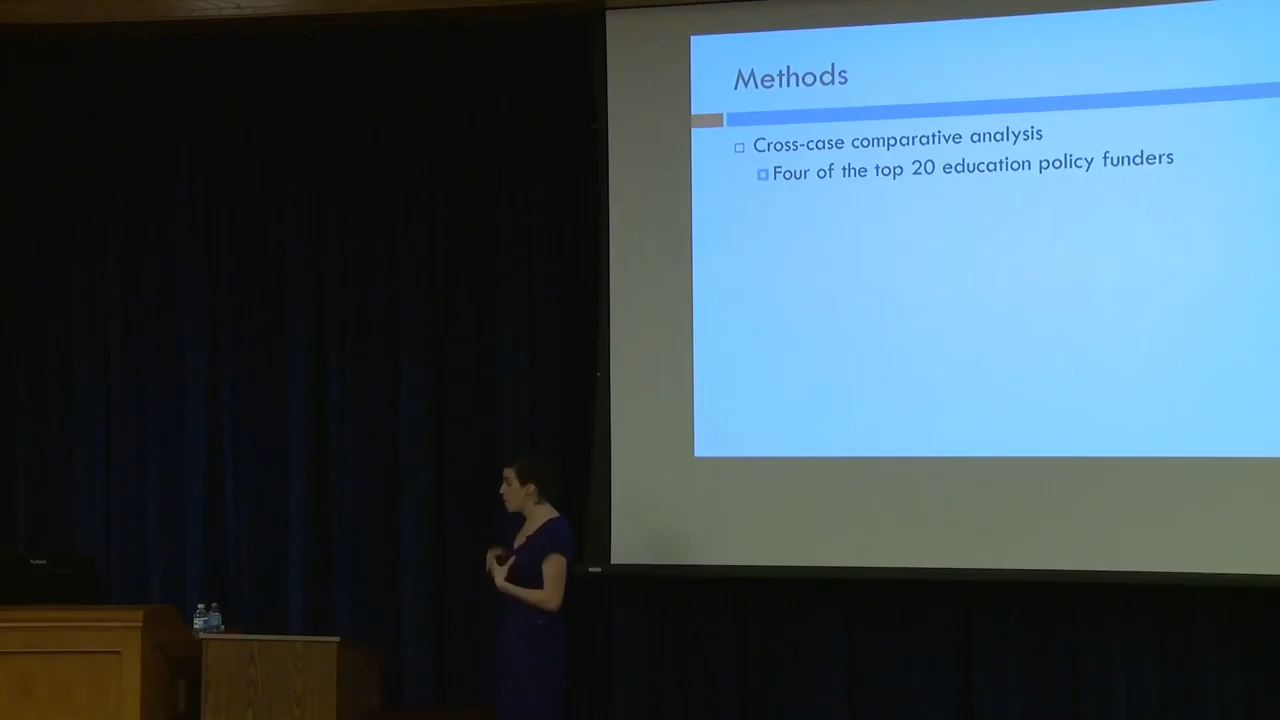 Methods
Cross-case comparative analysis
Four of the top 20 education policy funders